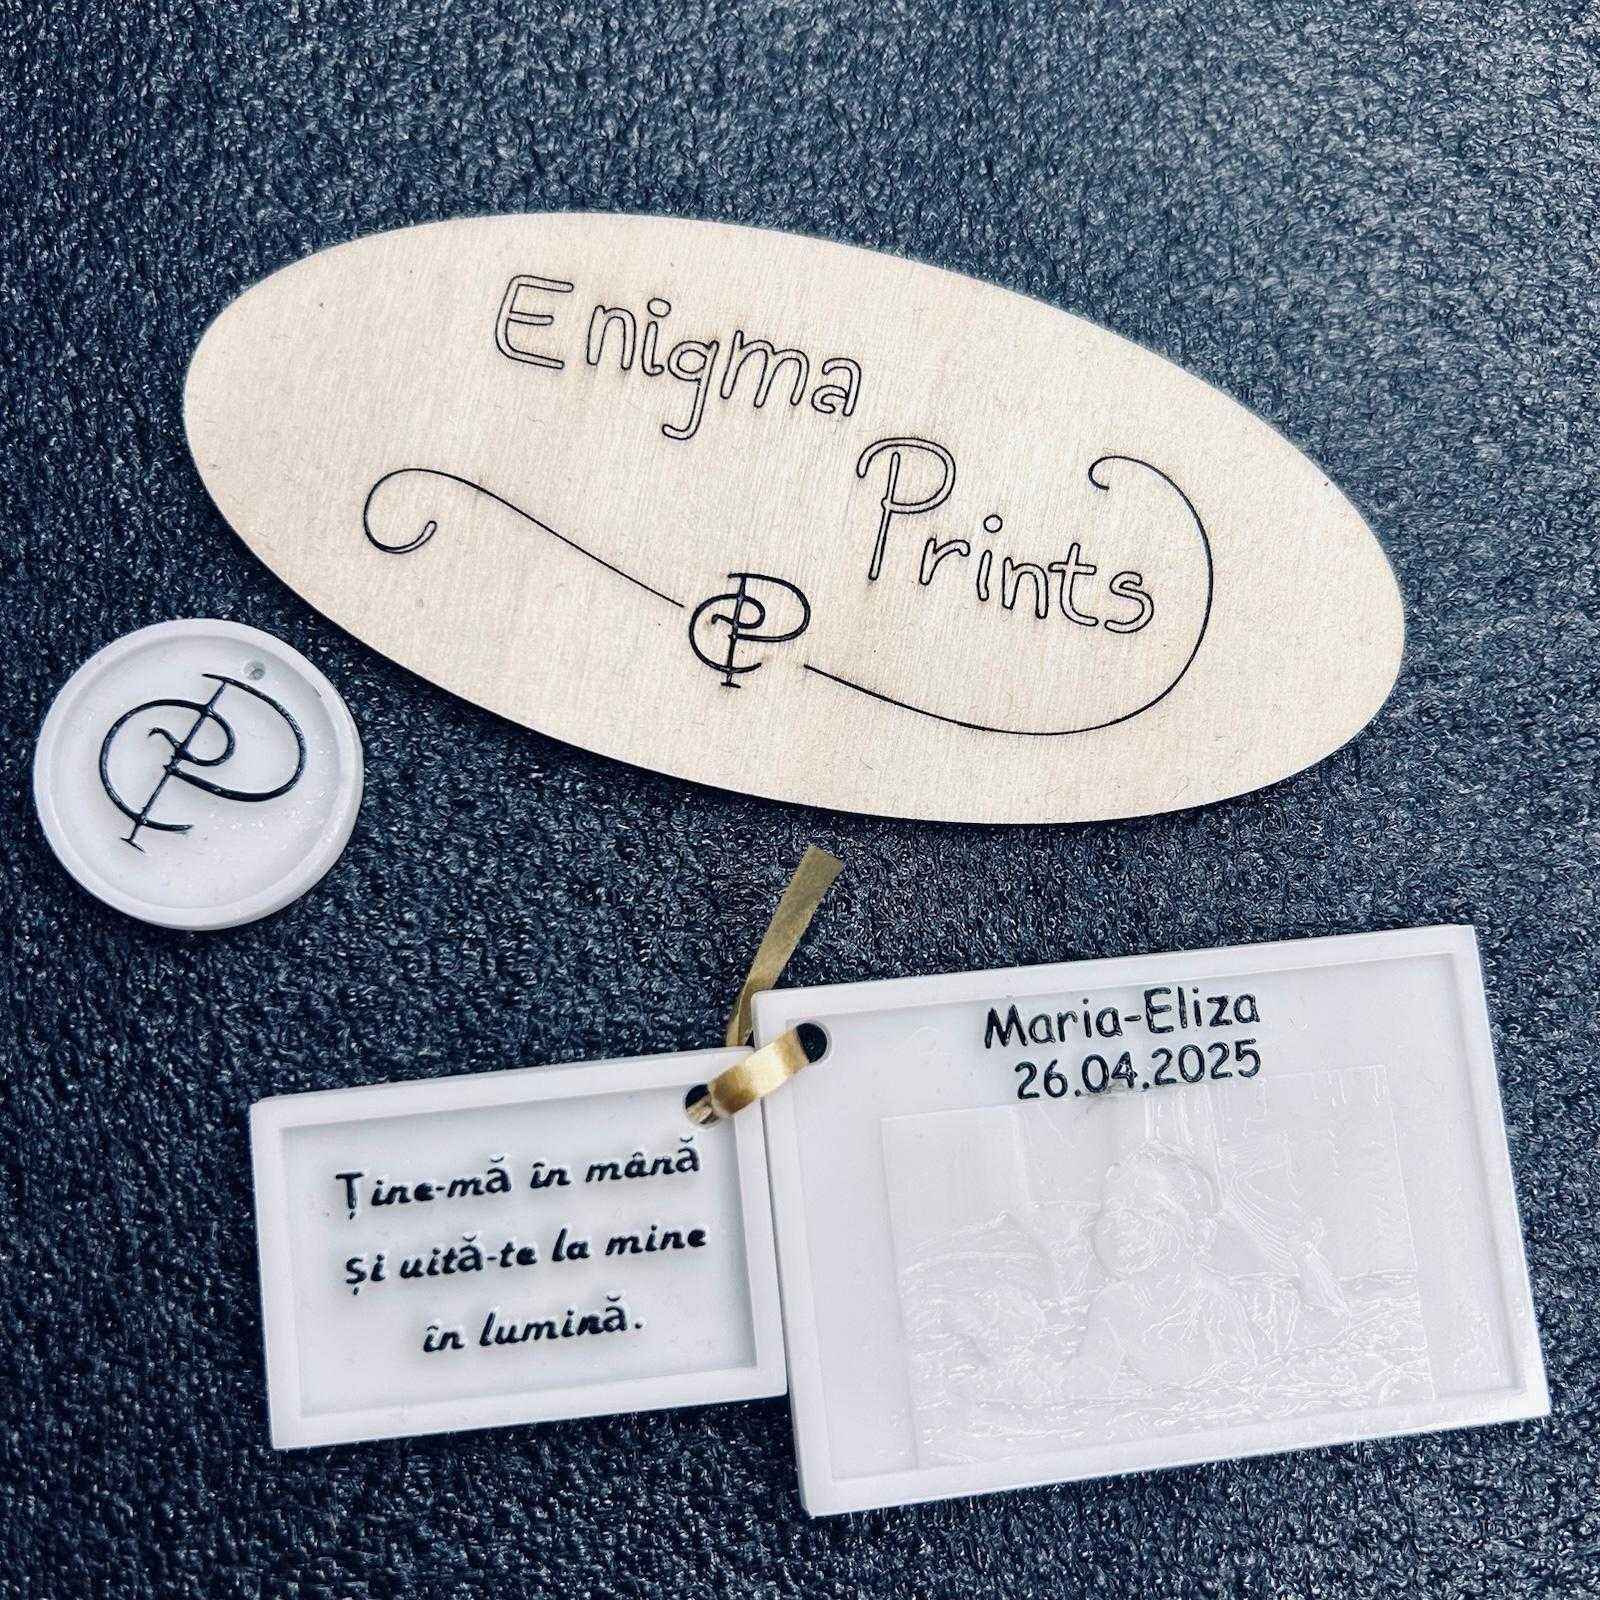 Enigma
Prints
Maria-Eliza
26.04.2025
Ține-mă în mână
și uită-te la mine
în lumină.